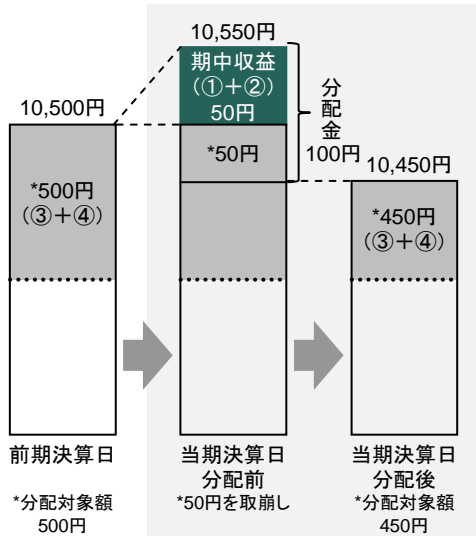 10,550円
期中収益
(①+②)
50円
10,500円
分配金
100円
*50円
10,450円
*500円
(③+④)
*450円
(③+④)
前期決算日
当期決算日
分配前
当期決算日
分配後
*分配対象額
500円
*50円を取崩し
*分配対象額
450円